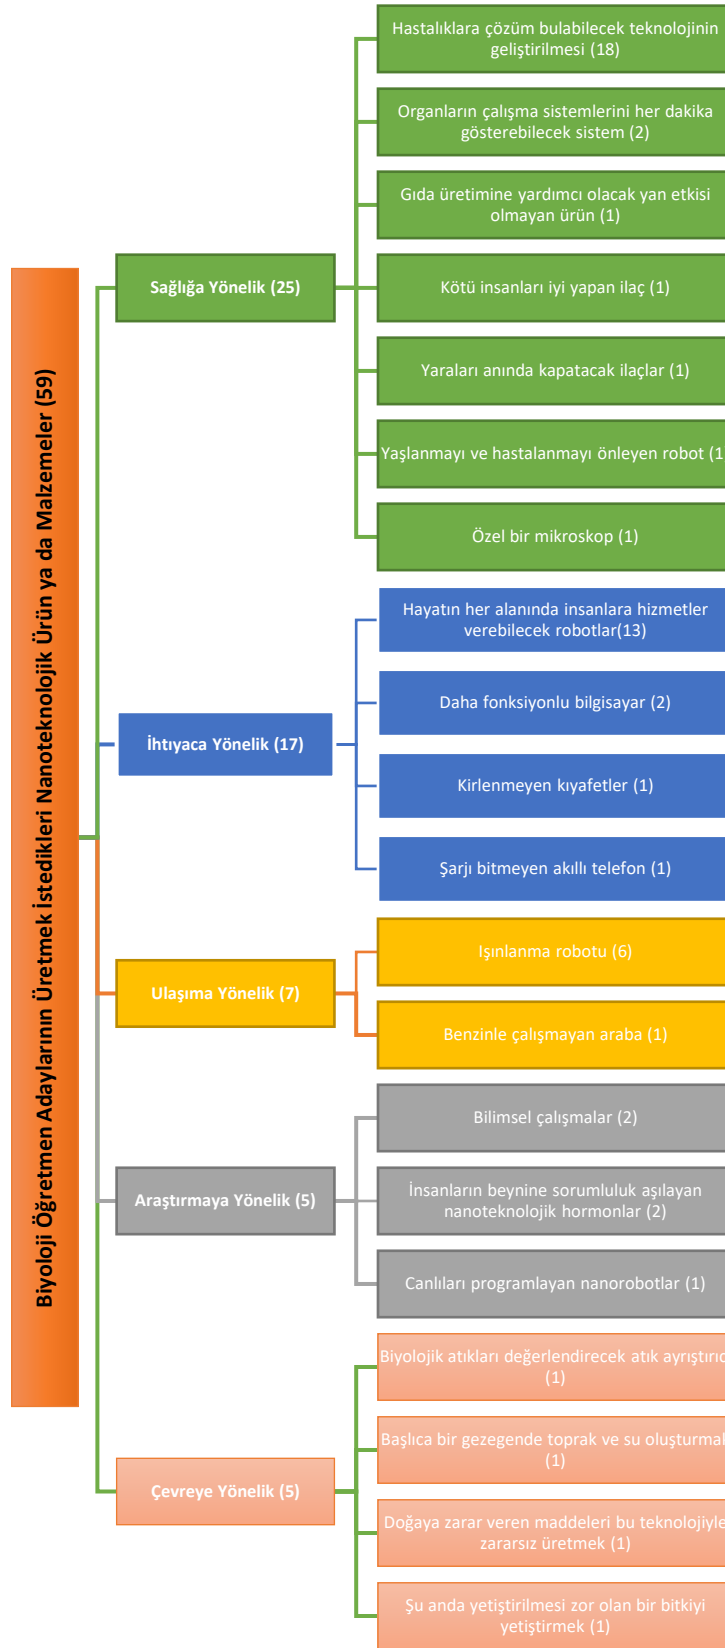 Biyoloji Öğretmen Adaylarının Üretmek İstedikleri Nanoteknolojik Ürün ya da Malzemeler (59)
Sağlığa Yönelik (25)
Hastalıklara çözüm bulabilecek teknolojinin
geliştirilmesi (18)
Organların çalışma sistemlerini her dakika
gösterebilecek sistem (2)
Gıda üretimine yardımcı olacak yan etkisi
olmayan ürün (1)
Kötü insanları iyi yapan ilaç (1)
Yaraları anında kapatacak ilaçlar (1)
Yaşlanmayı ve hastalanmayı önleyen robot (1
Özel bir mikroskop (1)
İhtıyaca Yönelik (17)
Hayatın her alanında insanlara hizmetler
verebilecek robotlar(13)
Daha fonksiyonlu bilgisayar (2)
Kirlenmeyen kıyafetler (1)
Şarjı bitmeyen akıllı telefon (1)
Ulaşıma Yönelik (7)
Işınlanma robotu (6)
Benzinle çalışmayan araba (1)
Araştırmaya Yönelik (5)
Bilimsel çalışmalar (2)
İnsanların beynine sorumluluk aşılayan
nanoteknolojik hormonlar (2)
Canlıları programlayan nanorobotlar (1)
Çevreye Yönelik (5)
Biyolojik atıkları değerlendirecek atık ayrıştırıc
(1)
Başlıca bir gezegende toprak ve su oluşturmak
(1)
Doğaya zarar veren maddeleri bu teknolojiyle
zararsız üretmek (1)
Şu anda yetiştirilmesi zor olan bir bitkiyi
yetiştirmek (1)